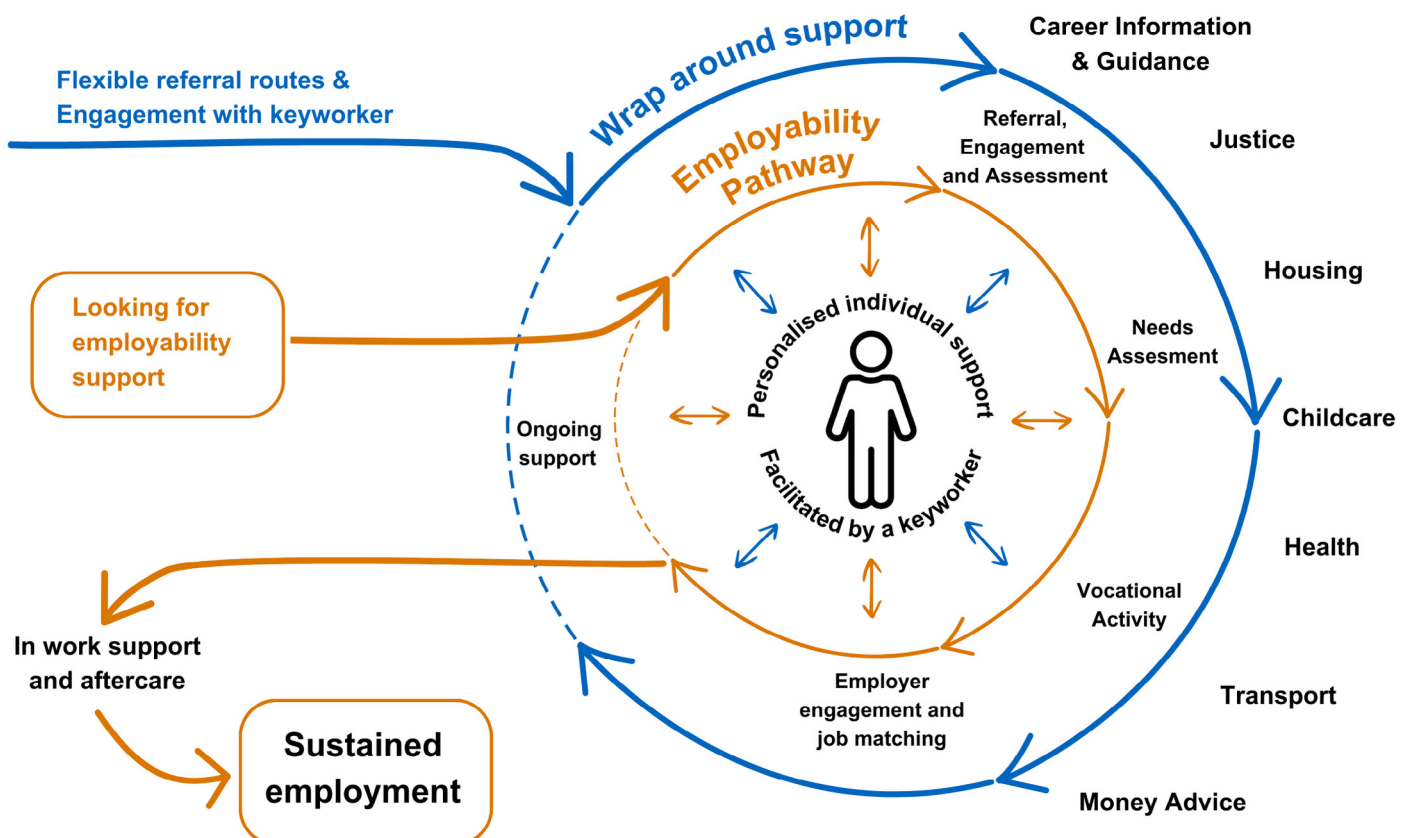 Flexible referral routes &
Engagement with keyworker
Wrap around support
Employability
Pathway
Career Information
& Guidance
Referral,
Engagement
and Assessment
Justice
Housing
Looking for
employability
support
Needs
Assesment
Personalised individual support
Facilitated by a keyworker
Childcare
Ongoing
support
Health
Vocational
Activity
In work support
and aftercare
Employer
engagement and
job matching
Transport
Sustained
employment
Money Advice